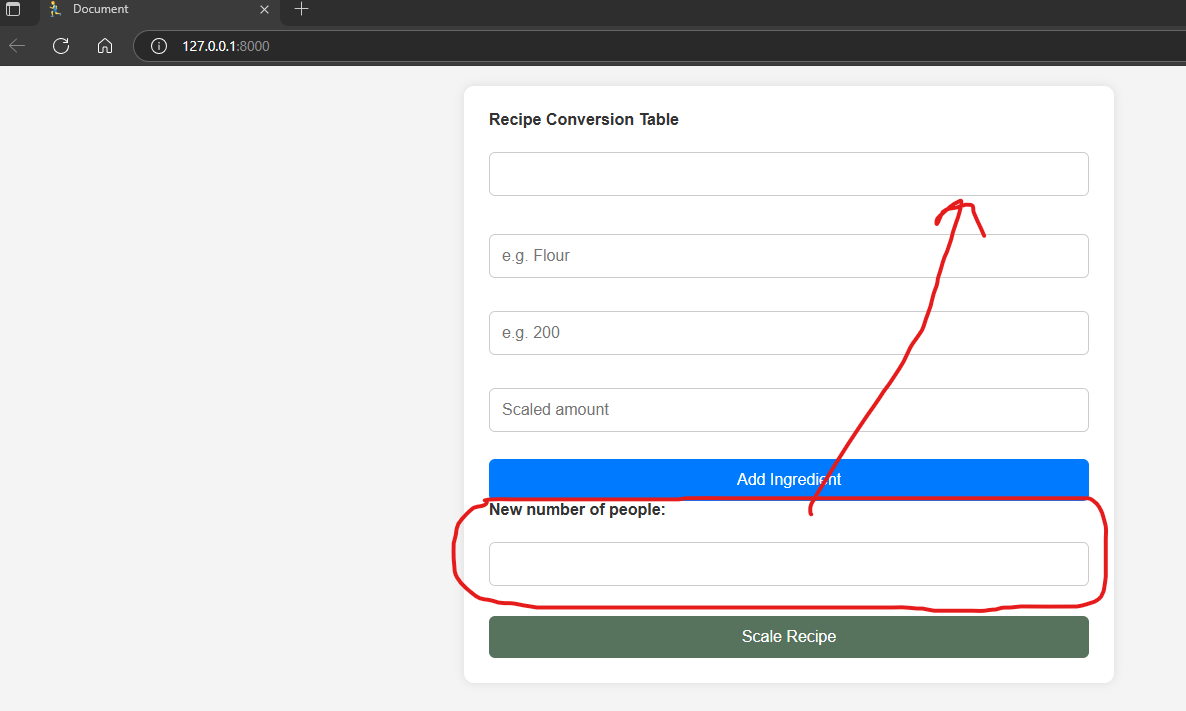 Document
127.0.0.1:8000
Recipe Conversion Table
e.g. Flour
e.g. 200
Scaled amount
Add Ingredient
New number of people:
Scale Recipe